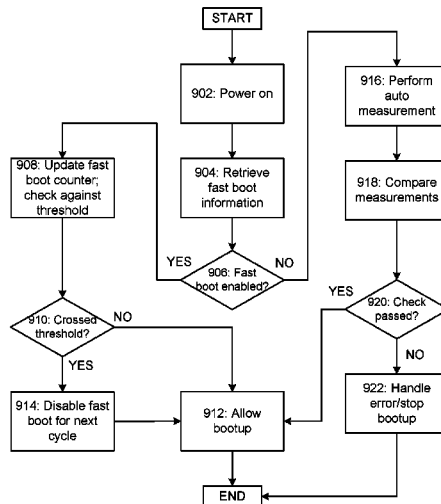 START
902: Power on
904: Retrieve
fast boot
information
906: Fast
boot enabled?
YES
NO
908: Update fast
boot counter;
check against
threshold
910: Crossed
threshold?
NO
YES
914: Disable fast
boot for next
cycle
912: Allow
bootup
916: Perform
auto
measurement
918: Compare
measurements
920: Check
passed?
YES
NO
922: Handle
error/stop
bootup
END